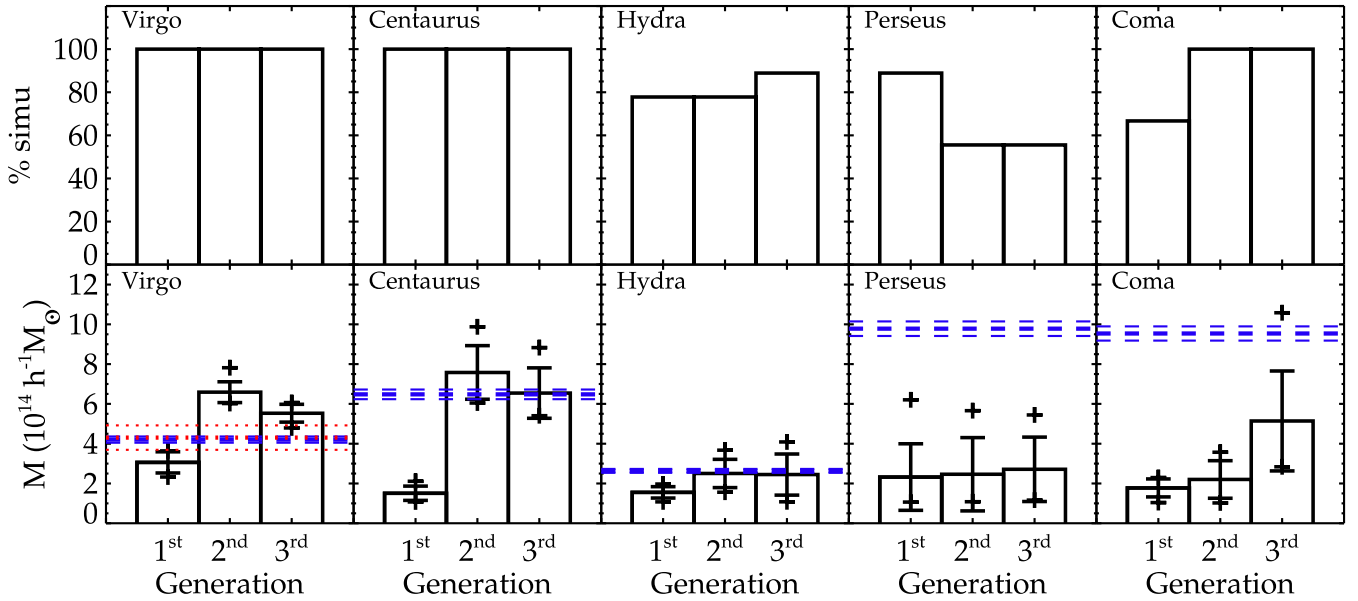 Virgo Centaurus Hydra Perseus Coma
100
80
60
40
20
0
% simu
Virgo Centaurus Hydra Perseus Coma
12
10
8
6
4
2
0
M (10¹⁴ h⁻¹M☉)
1ˢᵗ 2ⁿᵈ 3ʳᵈ 1ˢᵗ 2ⁿᵈ 3ʳᵈ 1ˢᵗ 2ⁿᵈ 3ʳᵈ 1ˢᵗ 2ⁿᵈ 3ʳᵈ 1ˢᵗ 2ⁿᵈ 3ʳᵈ
Generation Generation Generation Generation Generation